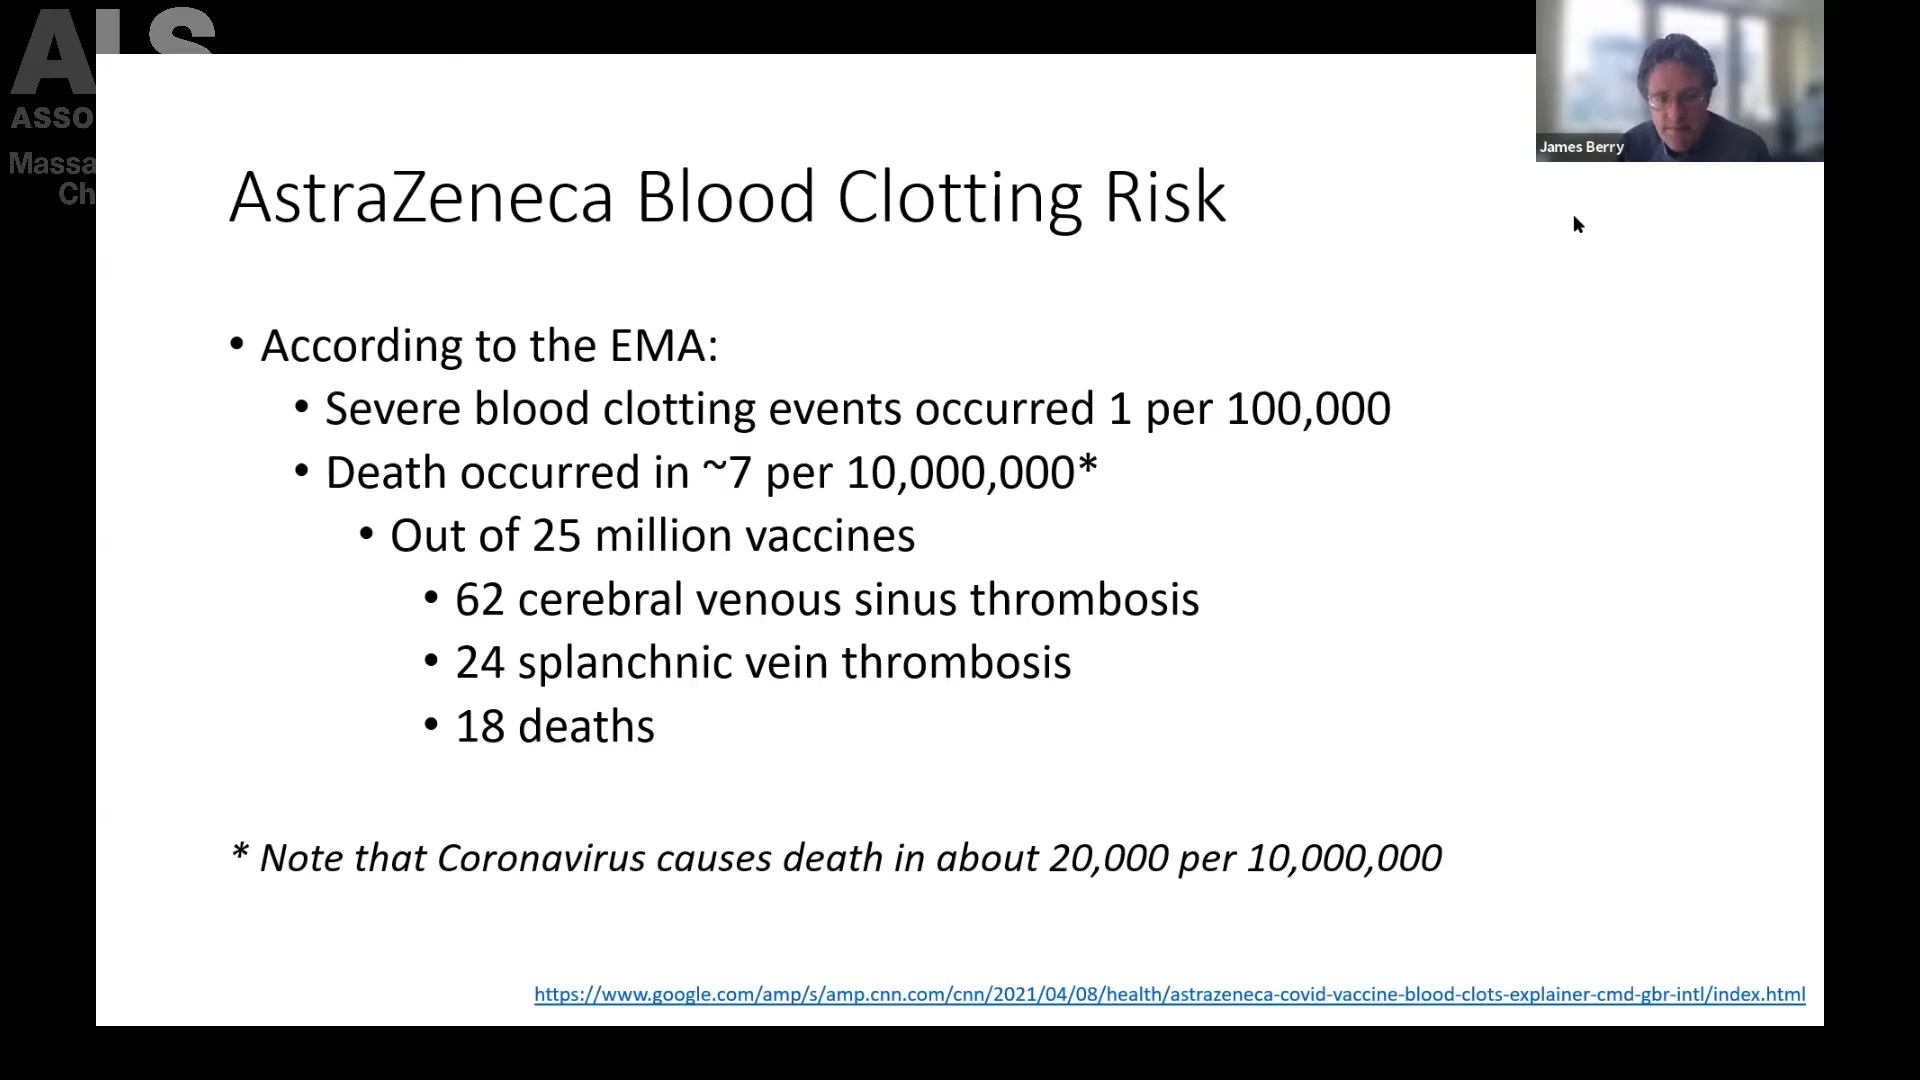 ALS
ASSO
Massa
Ch
James Berry
AstraZeneca Blood Clotting Risk
• According to the EMA:
• Severe blood clotting events occurred 1 per 100,000
• Death occurred in ~7 per 10,000,000*
• Out of 25 million vaccines
• 62 cerebral venous sinus thrombosis
• 24 splanchnic vein thrombosis
• 18 deaths
* Note that Coronavirus causes death in about 20,000 per 10,000,000
https://www.google.com/amp/s/amp.cnn.com/cnn/2021/04/08/health/astrazeneca-covid-vaccine-blood-clots-explainer-cmd-gbr-intl/index.html